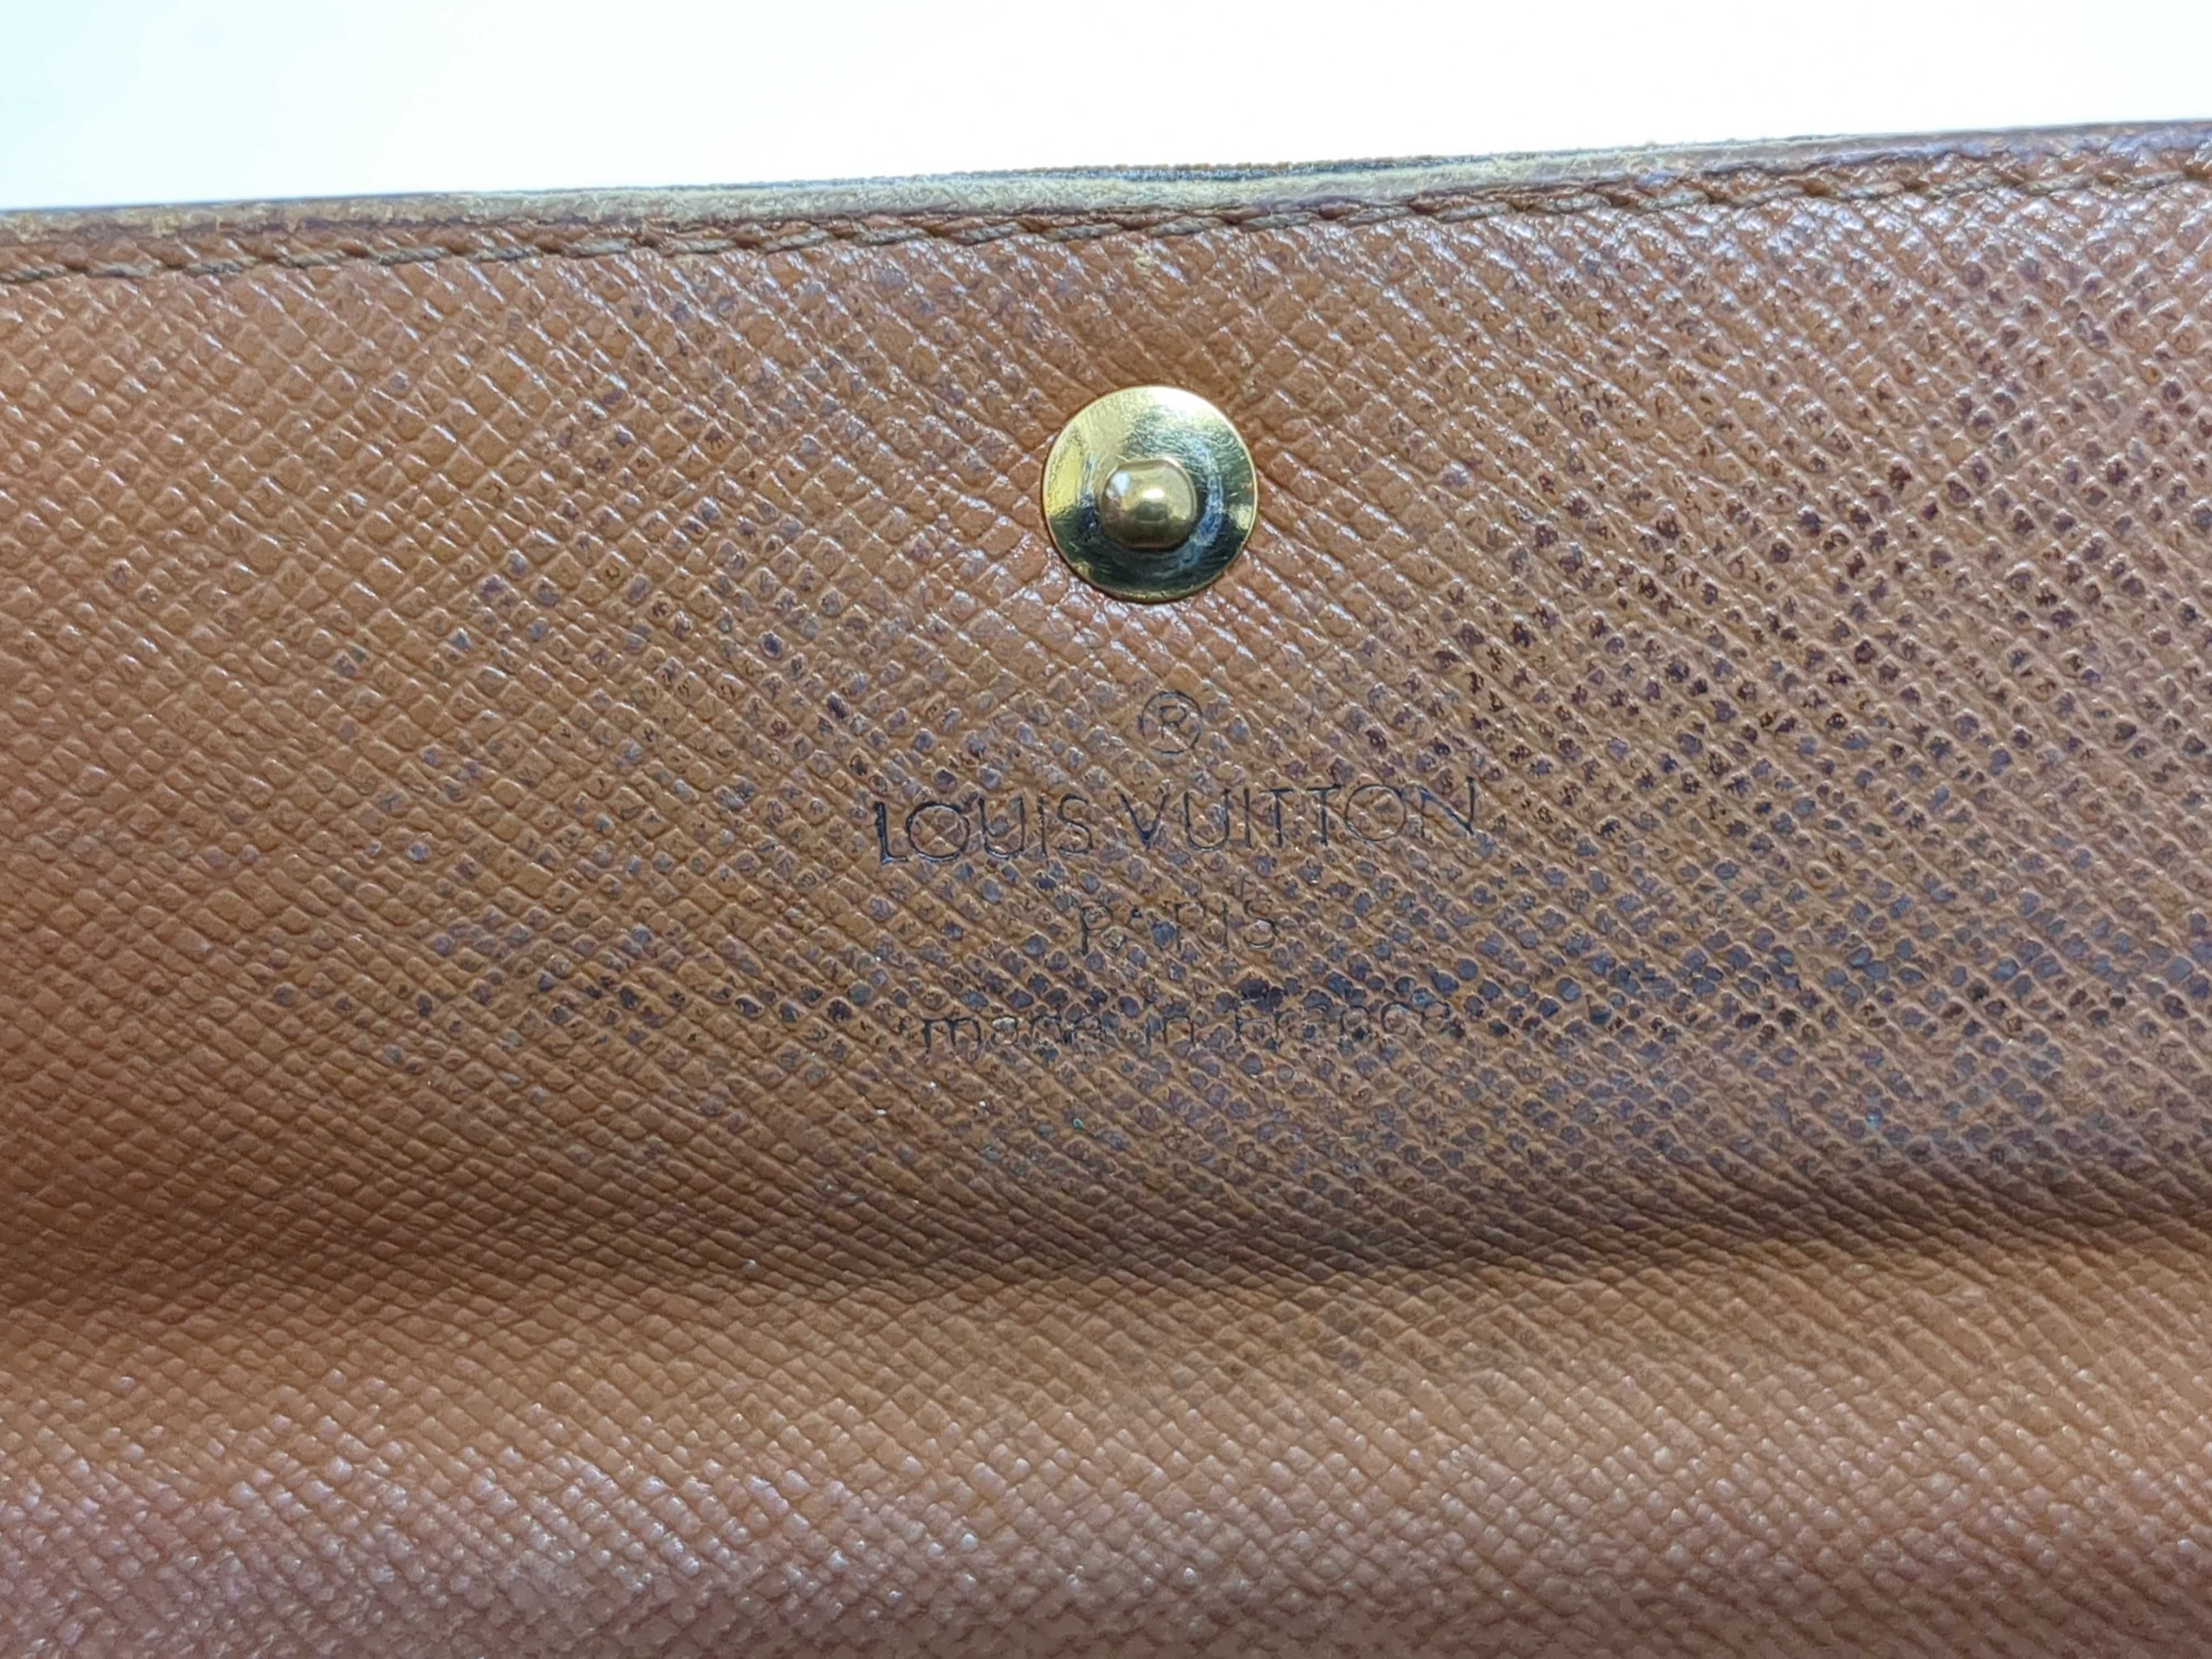 ®
LOUIS VUITTON
PARIS
made in France